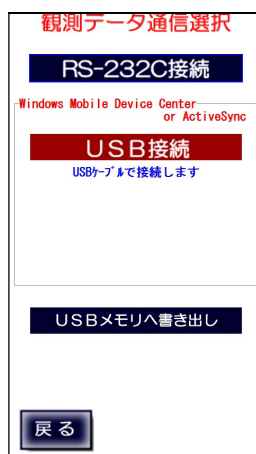 観測データ通信選択
RS-232C接続
Windows Mobile Device Center
or ActiveSync
ＵＳＢ接続
USBｹｰﾌﾞﾙで接続します
ＵＳＢメモリへ書き出し
戻る